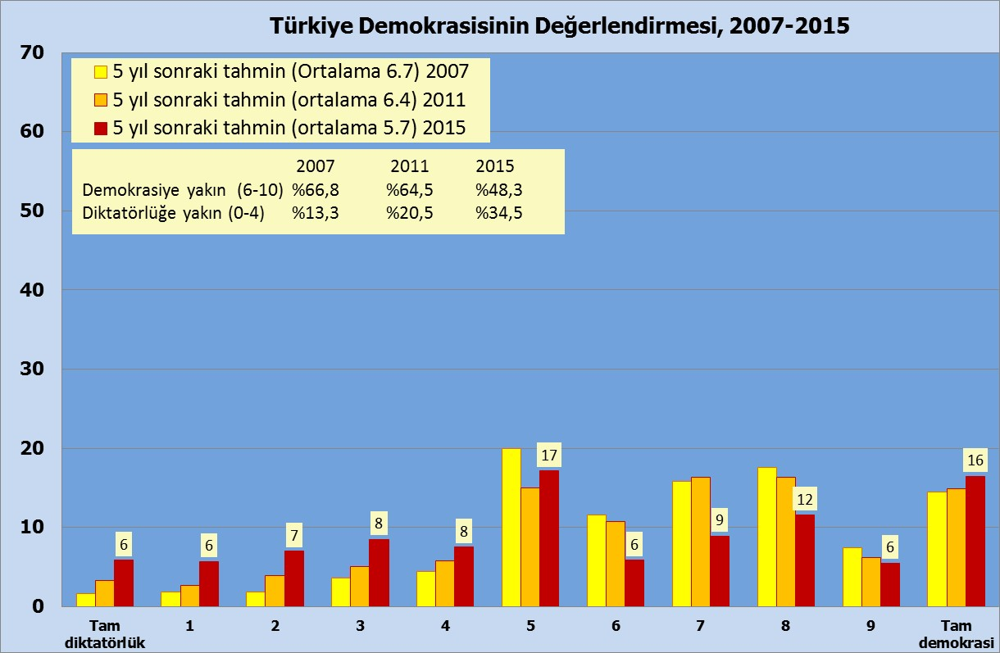 Türkiye Demokrasisinin Değerlendirmesi, 2007-2015
70
60
50
40
30
20
10
0
5 yıl sonraki tahmin (Ortalama 6.7) 2007
5 yıl sonraki tahmin (ortalama 6.4) 2011
5 yıl sonraki tahmin (ortalama 5.7) 2015
2007 2011 2015
Demokrasiye yakın (6-10) %66,8 %64,5 %48,3
Diktatörlüğe yakın (0-4) %13,3 %20,5 %34,5
6 6 7 8 8 17 6 9 12 6 16
Tam diktatörlük 1 2 3 4 5 6 7 8 9 Tam demokrasi